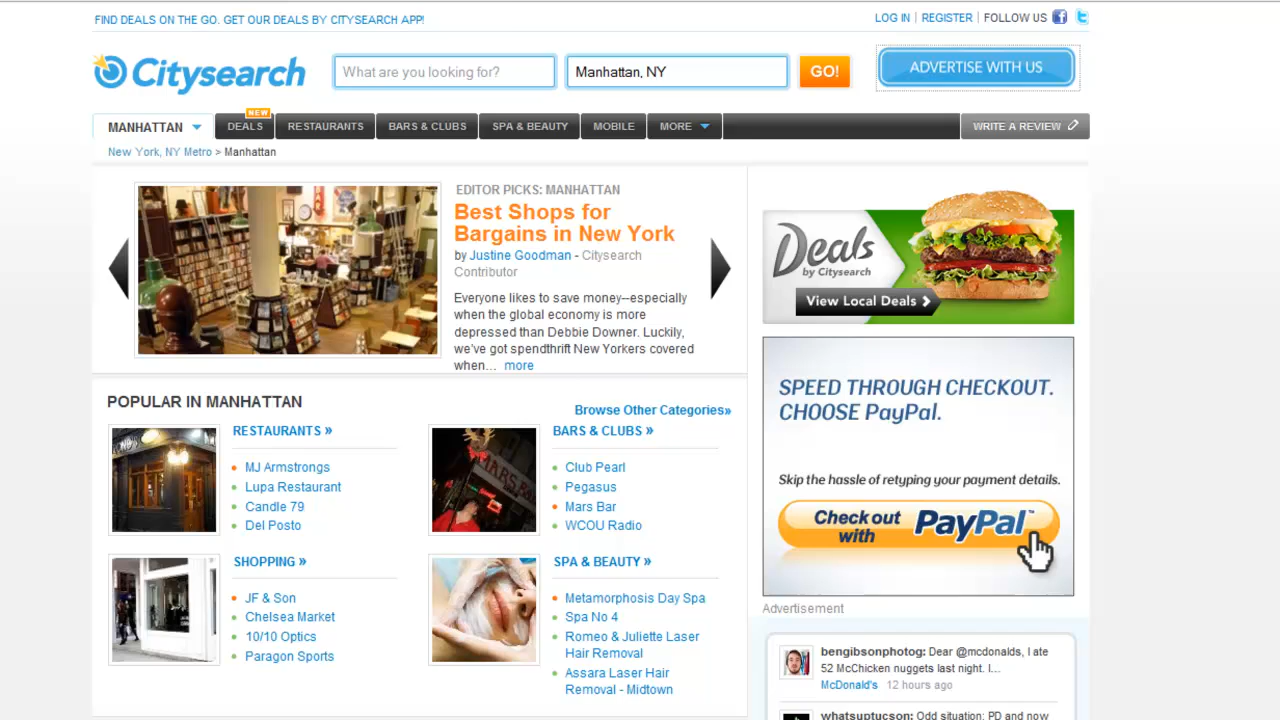 FIND DEALS ON THE GO. GET OUR DEALS BY CITYSEARCH APP!
LOG IN | REGISTER | FOLLOW US
Citysearch
What are you looking for?
Manhattan, NY
GO!
ADVERTISE WITH US
MANHATTAN
NEW
DEALS
RESTAURANTS
BARS & CLUBS
SPA & BEAUTY
MOBILE
MORE
WRITE A REVIEW
New York, NY Metro > Manhattan
EDITOR PICKS: MANHATTAN
Best Shops for
Bargains in New York
by Justine Goodman - Citysearch
Contributor
Everyone likes to save money--especially
when the global economy is more
depressed than Debbie Downer. Luckily,
we've got spendthrift New Yorkers covered
when... more
Deals
by Citysearch
View Local Deals
SPEED THROUGH CHECKOUT.
CHOOSE PayPal.
Skip the hassle of retyping your payment details.
Check out
with
PayPal™
Advertisement
POPULAR IN MANHATTAN
Browse Other Categories»
RESTAURANTS »
MJ Armstrongs
Lupa Restaurant
Candle 79
Del Posto
BARS & CLUBS »
Club Pearl
Pegasus
Mars Bar
WCOU Radio
SHOPPING »
JF & Son
Chelsea Market
10/10 Optics
Paragon Sports
SPA & BEAUTY »
Metamorphosis Day Spa
Spa No 4
Romeo & Juliette Laser
Hair Removal
Assara Laser Hair
Removal - Midtown
bengibsonphotog: Dear @mcdonalds, I ate
52 McChicken nuggets last night. I...
McDonald's 12 hours ago
whatsuptucson: Odd situation: PD and now